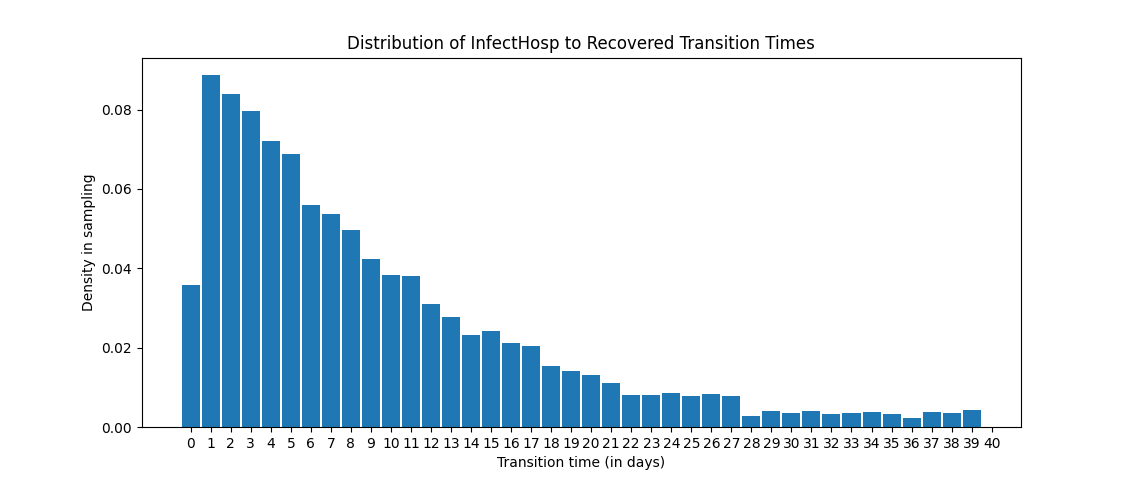 Distribution of InfectHosp to Recovered Transition Times
Density in sampling
0.08
0.06
0.04
0.02
0.00
0 1 2 3 4 5 6 7 8 9 10 11 12 13 14 15 16 17 18 19 20 21 22 23 24 25 26 27 28 29 30 31 32 33 34 35 36 37 38 39 40
Transition time (in days)